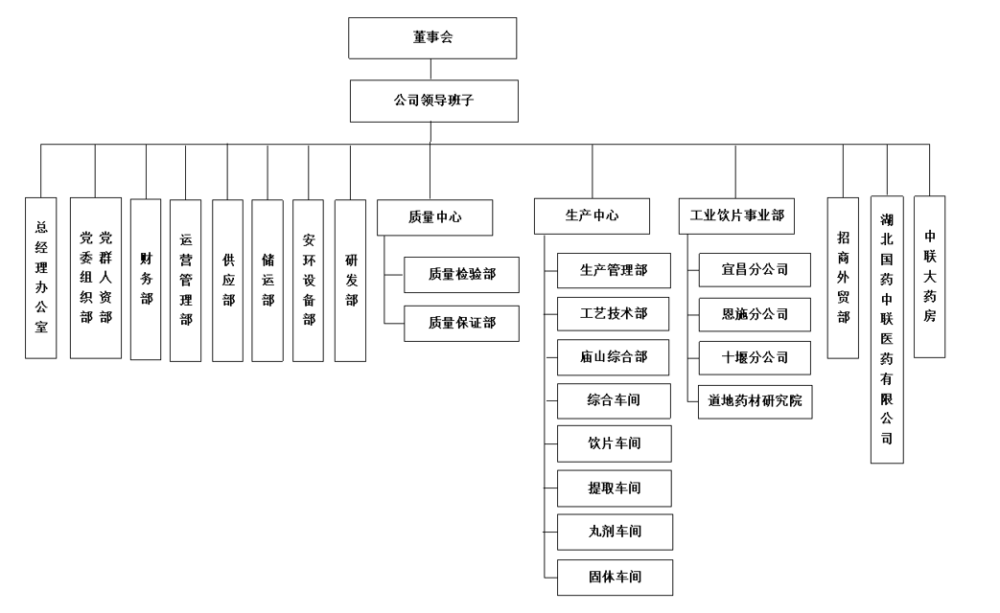 董事会
公司领导班子
总经理办公室
党群人资部
党委组织部
财务部
运营管理部
供应部
储运部
安环设备部
研发部
质量中心
质量检验部
质量保证部
生产中心
生产管理部
工艺技术部
庙山综合部
综合车间
饮片车间
提取车间
丸剂车间
固体车间
工业饮片事业部
宜昌分公司
恩施分公司
十堰分公司
道地药材研究院
招商外贸部
湖北国药中联医药有限公司
中联大药房